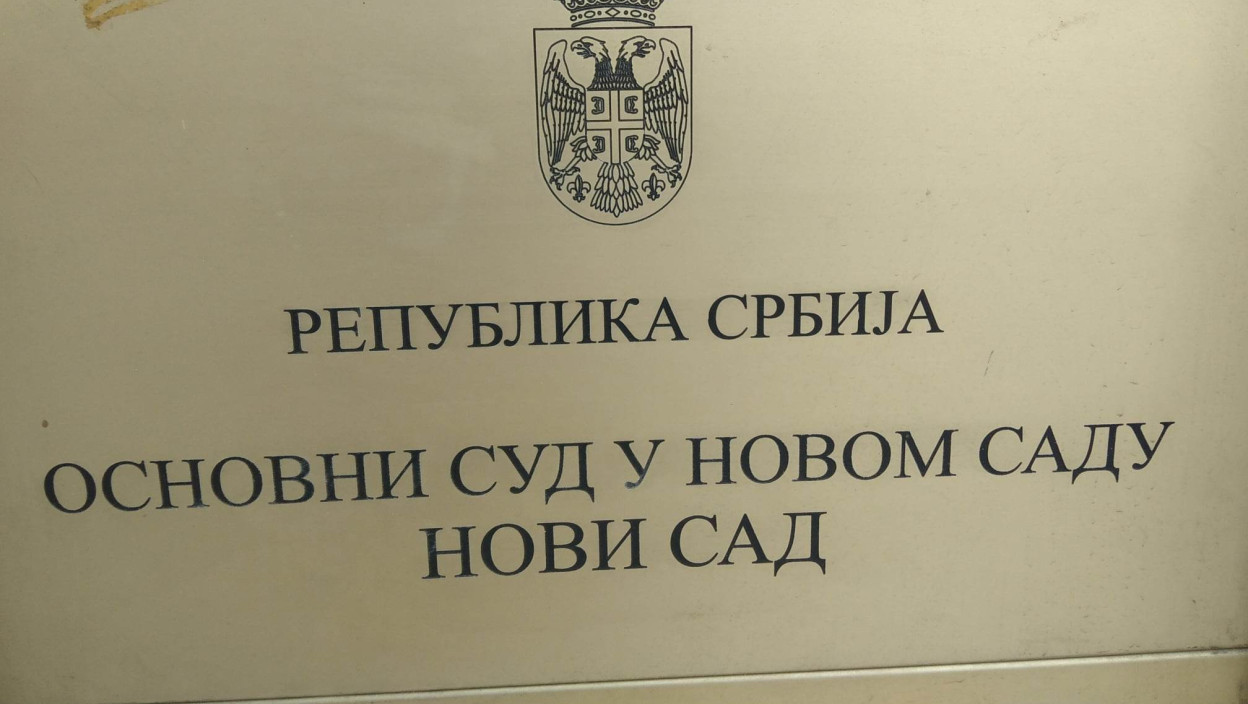 РЕПУБЛИКА СРБИЈА
ОСНОВНИ СУД У НОВОМ САДУ
НОВИ САД